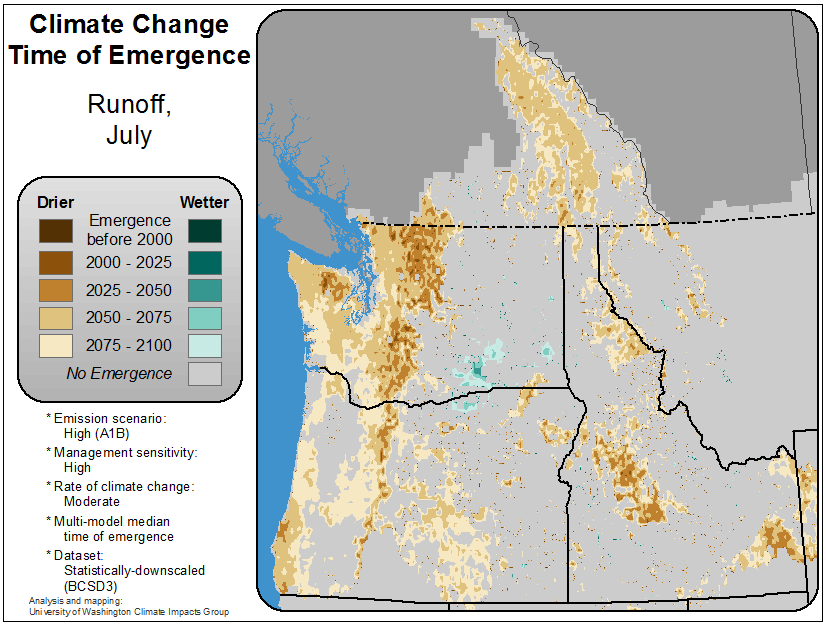 Climate Change
Time of Emergence
Runoff,
July
Drier Wetter
Emergence
before 2000
2000 - 2025
2025 - 2050
2050 - 2075
2075 - 2100
No Emergence
* Emission scenario:
High (A1B)
* Management sensitivity:
High
* Rate of climate change:
Moderate
* Multi-model median
time of emergence
* Dataset:
Statistically-downscaled
(BCSD3)
Analysis and mapping:
University of Washington Climate Impacts Group